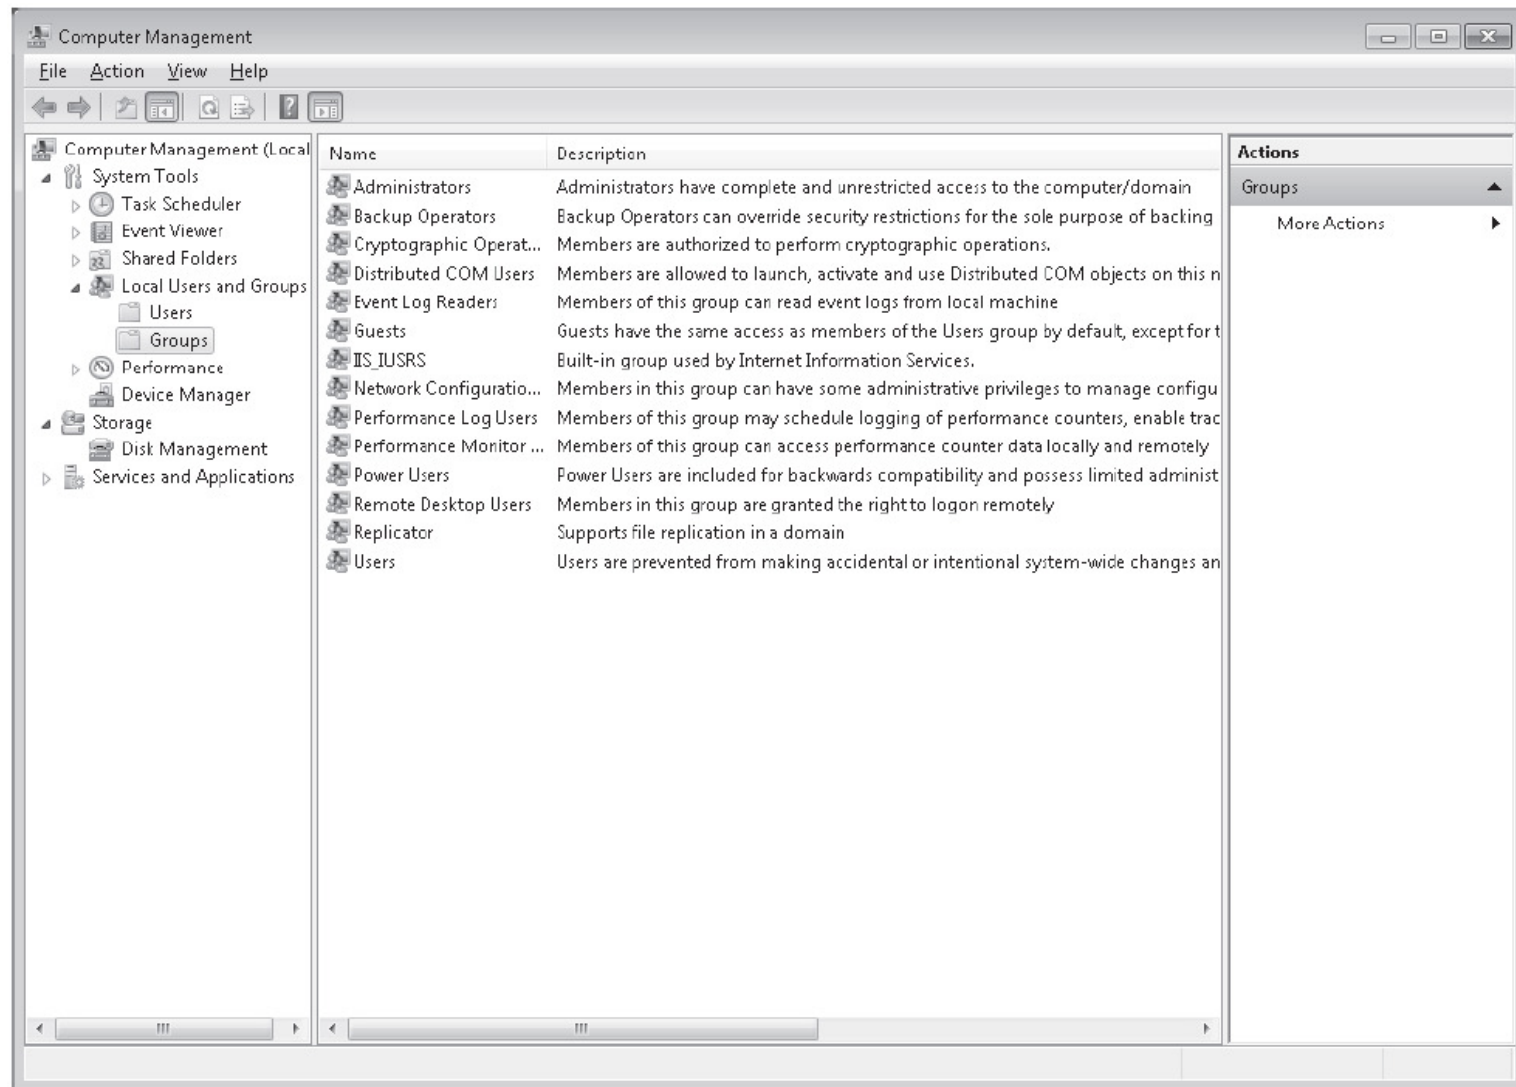 Computer Management
File Action View Help
Computer Management (Local
System Tools
Task Scheduler
Event Viewer
Shared Folders
Local Users and Groups
Users
Groups
Performance
Device Manager
Storage
Disk Management
Services and Applications
Name Description
Administrators Administrators have complete and unrestricted access to the computer/domain
Backup Operators Backup Operators can override security restrictions for the sole purpose of backing
Cryptographic Operat... Members are authorized to perform cryptographic operations.
Distributed COM Users Members are allowed to launch, activate and use Distributed COM objects on this n
Event Log Readers Members of this group can read event logs from local machine
Guests Guests have the same access as members of the Users group by default, except for t
IIS_IUSRS Built-in group used by Internet Information Services.
Network Configuratio... Members in this group can have some administrative privileges to manage configu
Performance Log Users Members of this group may schedule logging of performance counters, enable trac
Performance Monitor ... Members of this group can access performance counter data locally and remotely
Power Users Power Users are included for backwards compatibility and possess limited administ
Remote Desktop Users Members in this group are granted the right to logon remotely
Replicator Supports file replication in a domain
Users Users are prevented from making accidental or intentional system-wide changes an
Actions
Groups
More Actions